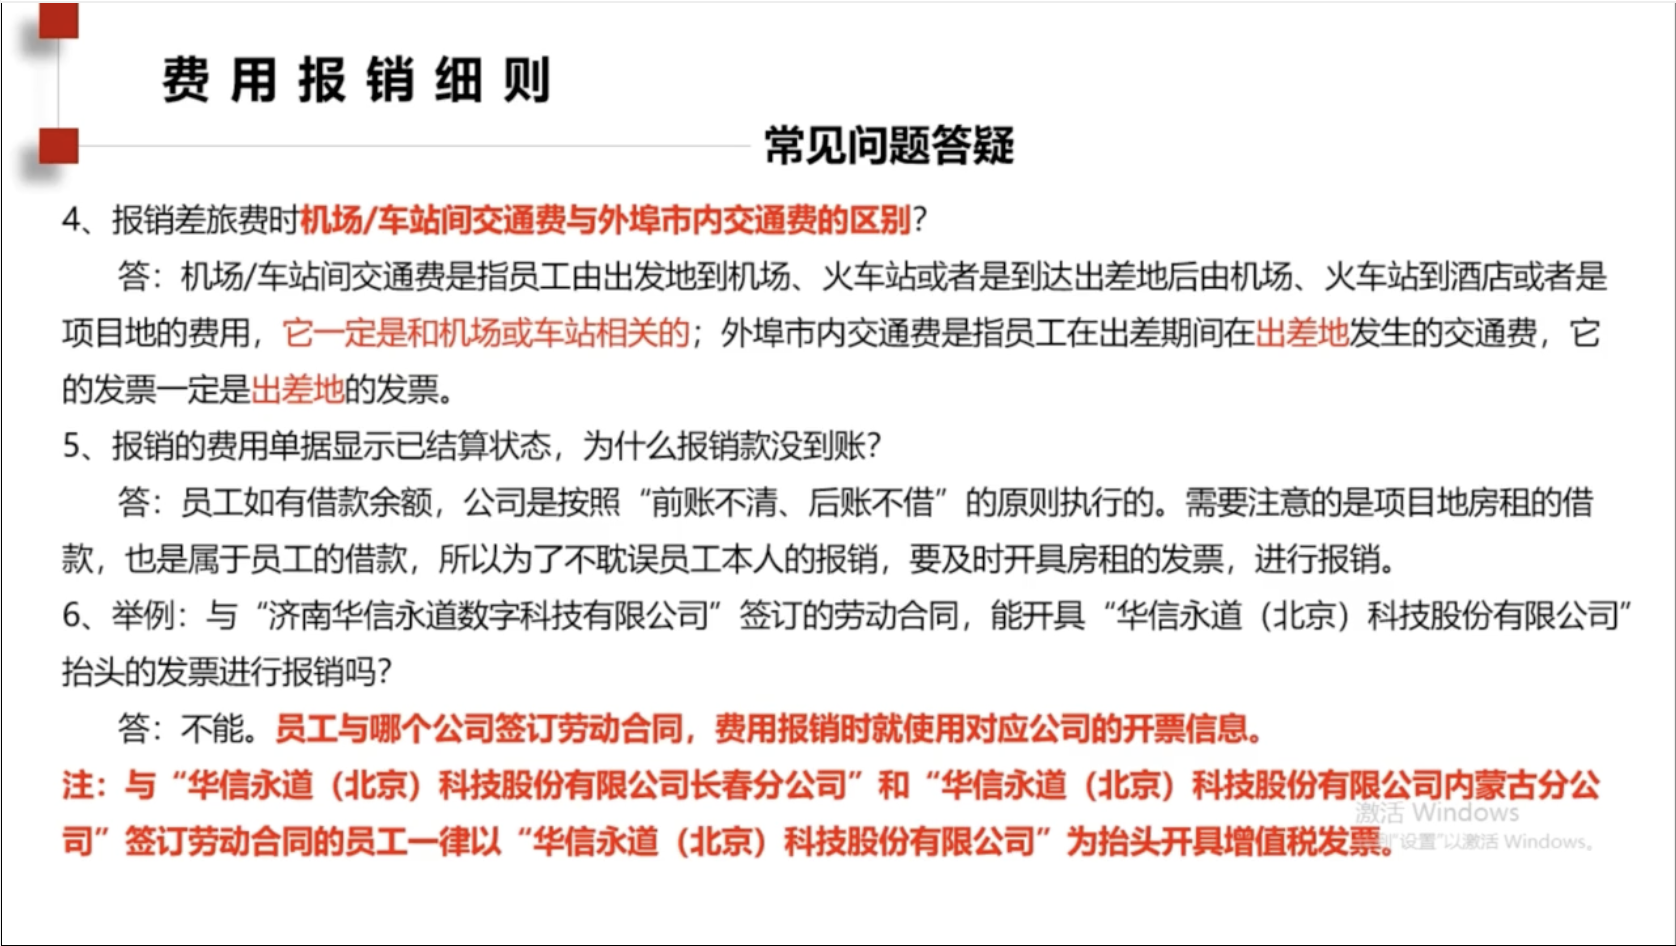 费用报销细则
常见问题答疑
4、报销差旅费时机场/车站间交通费与外埠市内交通费的区别？
答：机场/车站间交通费是指员工由出发地到机场、火车站或者是到达出差地后由机场、火车站到酒店或者是
项目地的费用，它一定是和机场或车站相关的；外埠市内交通费是指员工在出差期间在出差地发生的交通费，它
的发票一定是出差地的发票。
5、报销的费用单据显示已结算状态，为什么报销款没到账？
答：员工如有借款余额，公司是按照“前账不清、后账不借”的原则执行的。需要注意的是项目地房租的借
款，也是属于员工的借款，所以为了不耽误员工本人的报销，要及时开具房租的发票，进行报销。
6、举例：与“济南华信永道数字科技有限公司”签订的劳动合同，能开具“华信永道（北京）科技股份有限公司”
抬头的发票进行报销吗？
答：不能。员工与哪个公司签订劳动合同，费用报销时就使用对应公司的开票信息。
注：与“华信永道（北京）科技股份有限公司长春分公司”和“华信永道（北京）科技股份有限公司内蒙古分公
司”签订劳动合同的员工一律以“华信永道（北京）科技股份有限公司”为抬头开具增值税发票。
激活 Windows
到“设置”以激活 Windows。